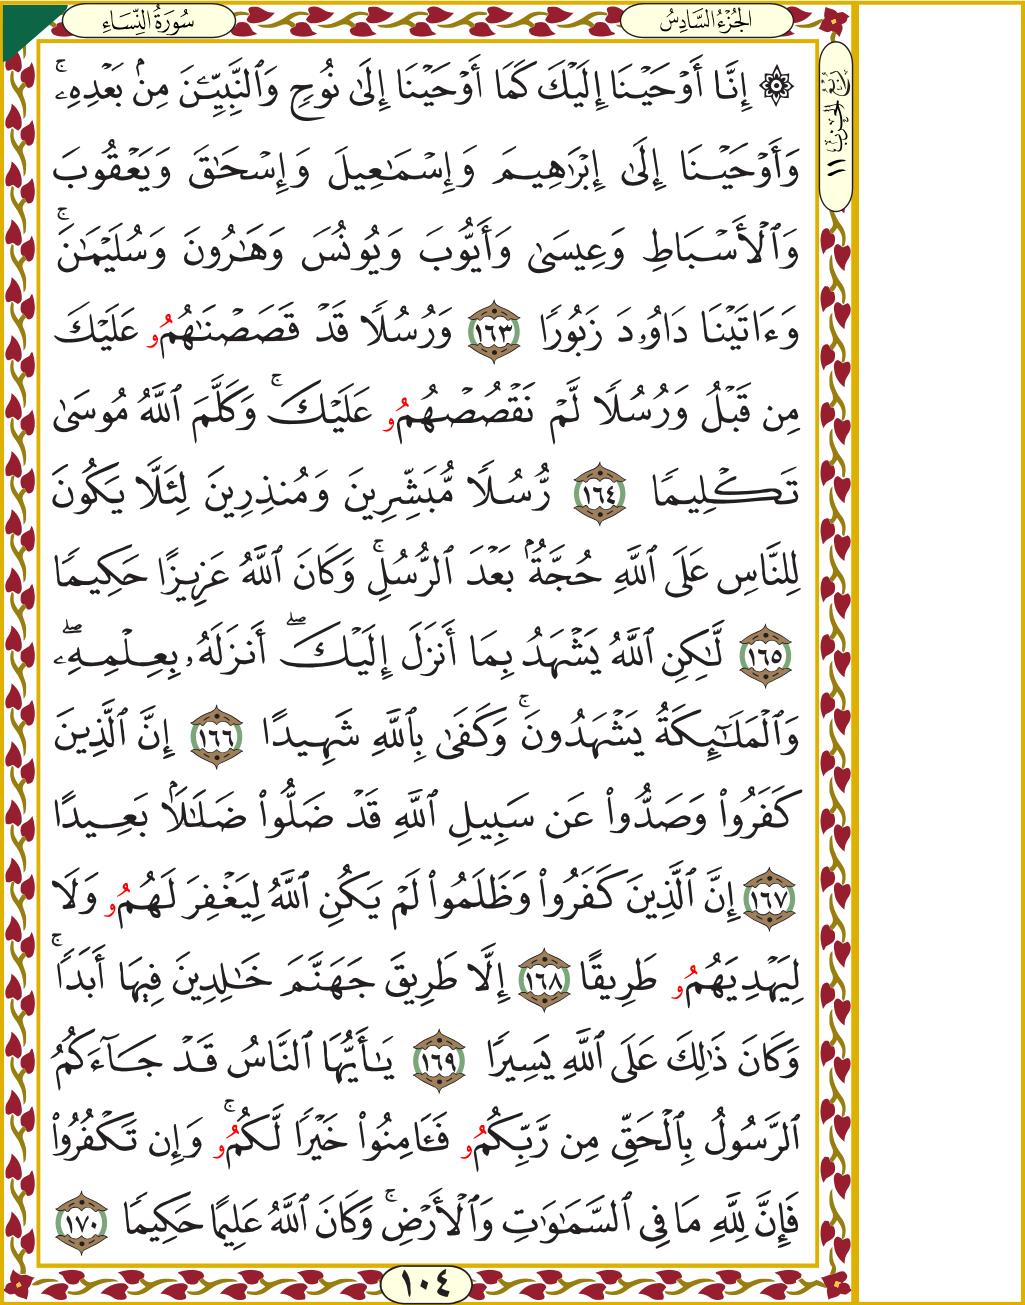 سُورَةُ النِّسَاءِ
الجُزْءُ السَّادِسُ
رُبْعُ الحِزْبِ ١١
۞ إِنَّآ أَوْحَيْنَآ إِلَيْكَ كَمَآ أَوْحَيْنَآ إِلَىٰ نُوحٍ وَٱلنَّبِيِّـۧنَ مِنۢ بَعْدِهِۦۚ
وَأَوْحَيْنَآ إِلَىٰٓ إِبْرَٰهِيمَ وَإِسْمَـٰعِيلَ وَإِسْحَـٰقَ وَيَعْقُوبَ
وَٱلْأَسْبَاطِ وَعِيسَىٰ وَأَيُّوبَ وَيُونُسَ وَهَـٰرُونَ وَسُلَيْمَـٰنَۚ
وَءَاتَيْنَا دَاوُۥدَ زَبُورًا ١٦٣ وَرُسُلًا قَدْ قَصَصْنَـٰهُمُۥ عَلَيْكَ
مِن قَبْلُ وَرُسُلًا لَّمْ نَقْصُصْهُمُۥ عَلَيْكَۚ وَكَلَّمَ ٱللَّهُ مُوسَىٰ
تَكْلِيمًا ١٦٤ رُّسُلًا مُّبَشِّرِينَ وَمُنذِرِينَ لِئَلَّا يَكُونَ
لِلنَّاسِ عَلَى ٱللَّهِ حُجَّةٌۢ بَعْدَ ٱلرُّسُلِۚ وَكَانَ ٱللَّهُ عَزِيزًا حَكِيمًا
١٦٥ لَّـٰكِنِ ٱللَّهُ يَشْهَدُ بِمَآ أَنزَلَ إِلَيْكَۖ أَنزَلَهُۥ بِعِلْمِهِۦۖ
وَٱلْمَلَـٰٓئِكَةُ يَشْهَدُونَۚ وَكَفَىٰ بِٱللَّهِ شَهِيدًا ١٦٦ إِنَّ ٱلَّذِينَ
كَفَرُوا۟ وَصَدُّوا۟ عَن سَبِيلِ ٱللَّهِ قَدْ ضَلُّوا۟ ضَلَـٰلًۢا بَعِيدًا
١٦٧ إِنَّ ٱلَّذِينَ كَفَرُوا۟ وَظَلَمُوا۟ لَمْ يَكُنِ ٱللَّهُ لِيَغْفِرَ لَهُمُۥ وَلَا
لِيَهْدِيَهُمُۥ طَرِيقًا ١٦٨ إِلَّا طَرِيقَ جَهَنَّمَ خَـٰلِدِينَ فِيهَآ أَبَدًاۚ
وَكَانَ ذَٰلِكَ عَلَى ٱللَّهِ يَسِيرًا ١٦٩ يَـٰٓأَيُّهَا ٱلنَّاسُ قَدْ جَآءَكُمُ
ٱلرَّسُولُ بِٱلْحَقِّ مِن رَّبِّكُمُۥ فَـَٔامِنُوا۟ خَيْرًا لَّكُمُۥۚ وَإِن تَكْفُرُوا۟
فَإِنَّ لِلَّهِ مَا فِى ٱلسَّمَـٰوَٰتِ وَٱلْأَرْضِۚ وَكَانَ ٱللَّهُ عَلِيمًا حَكِيمًا ١٧٠
١٠٤